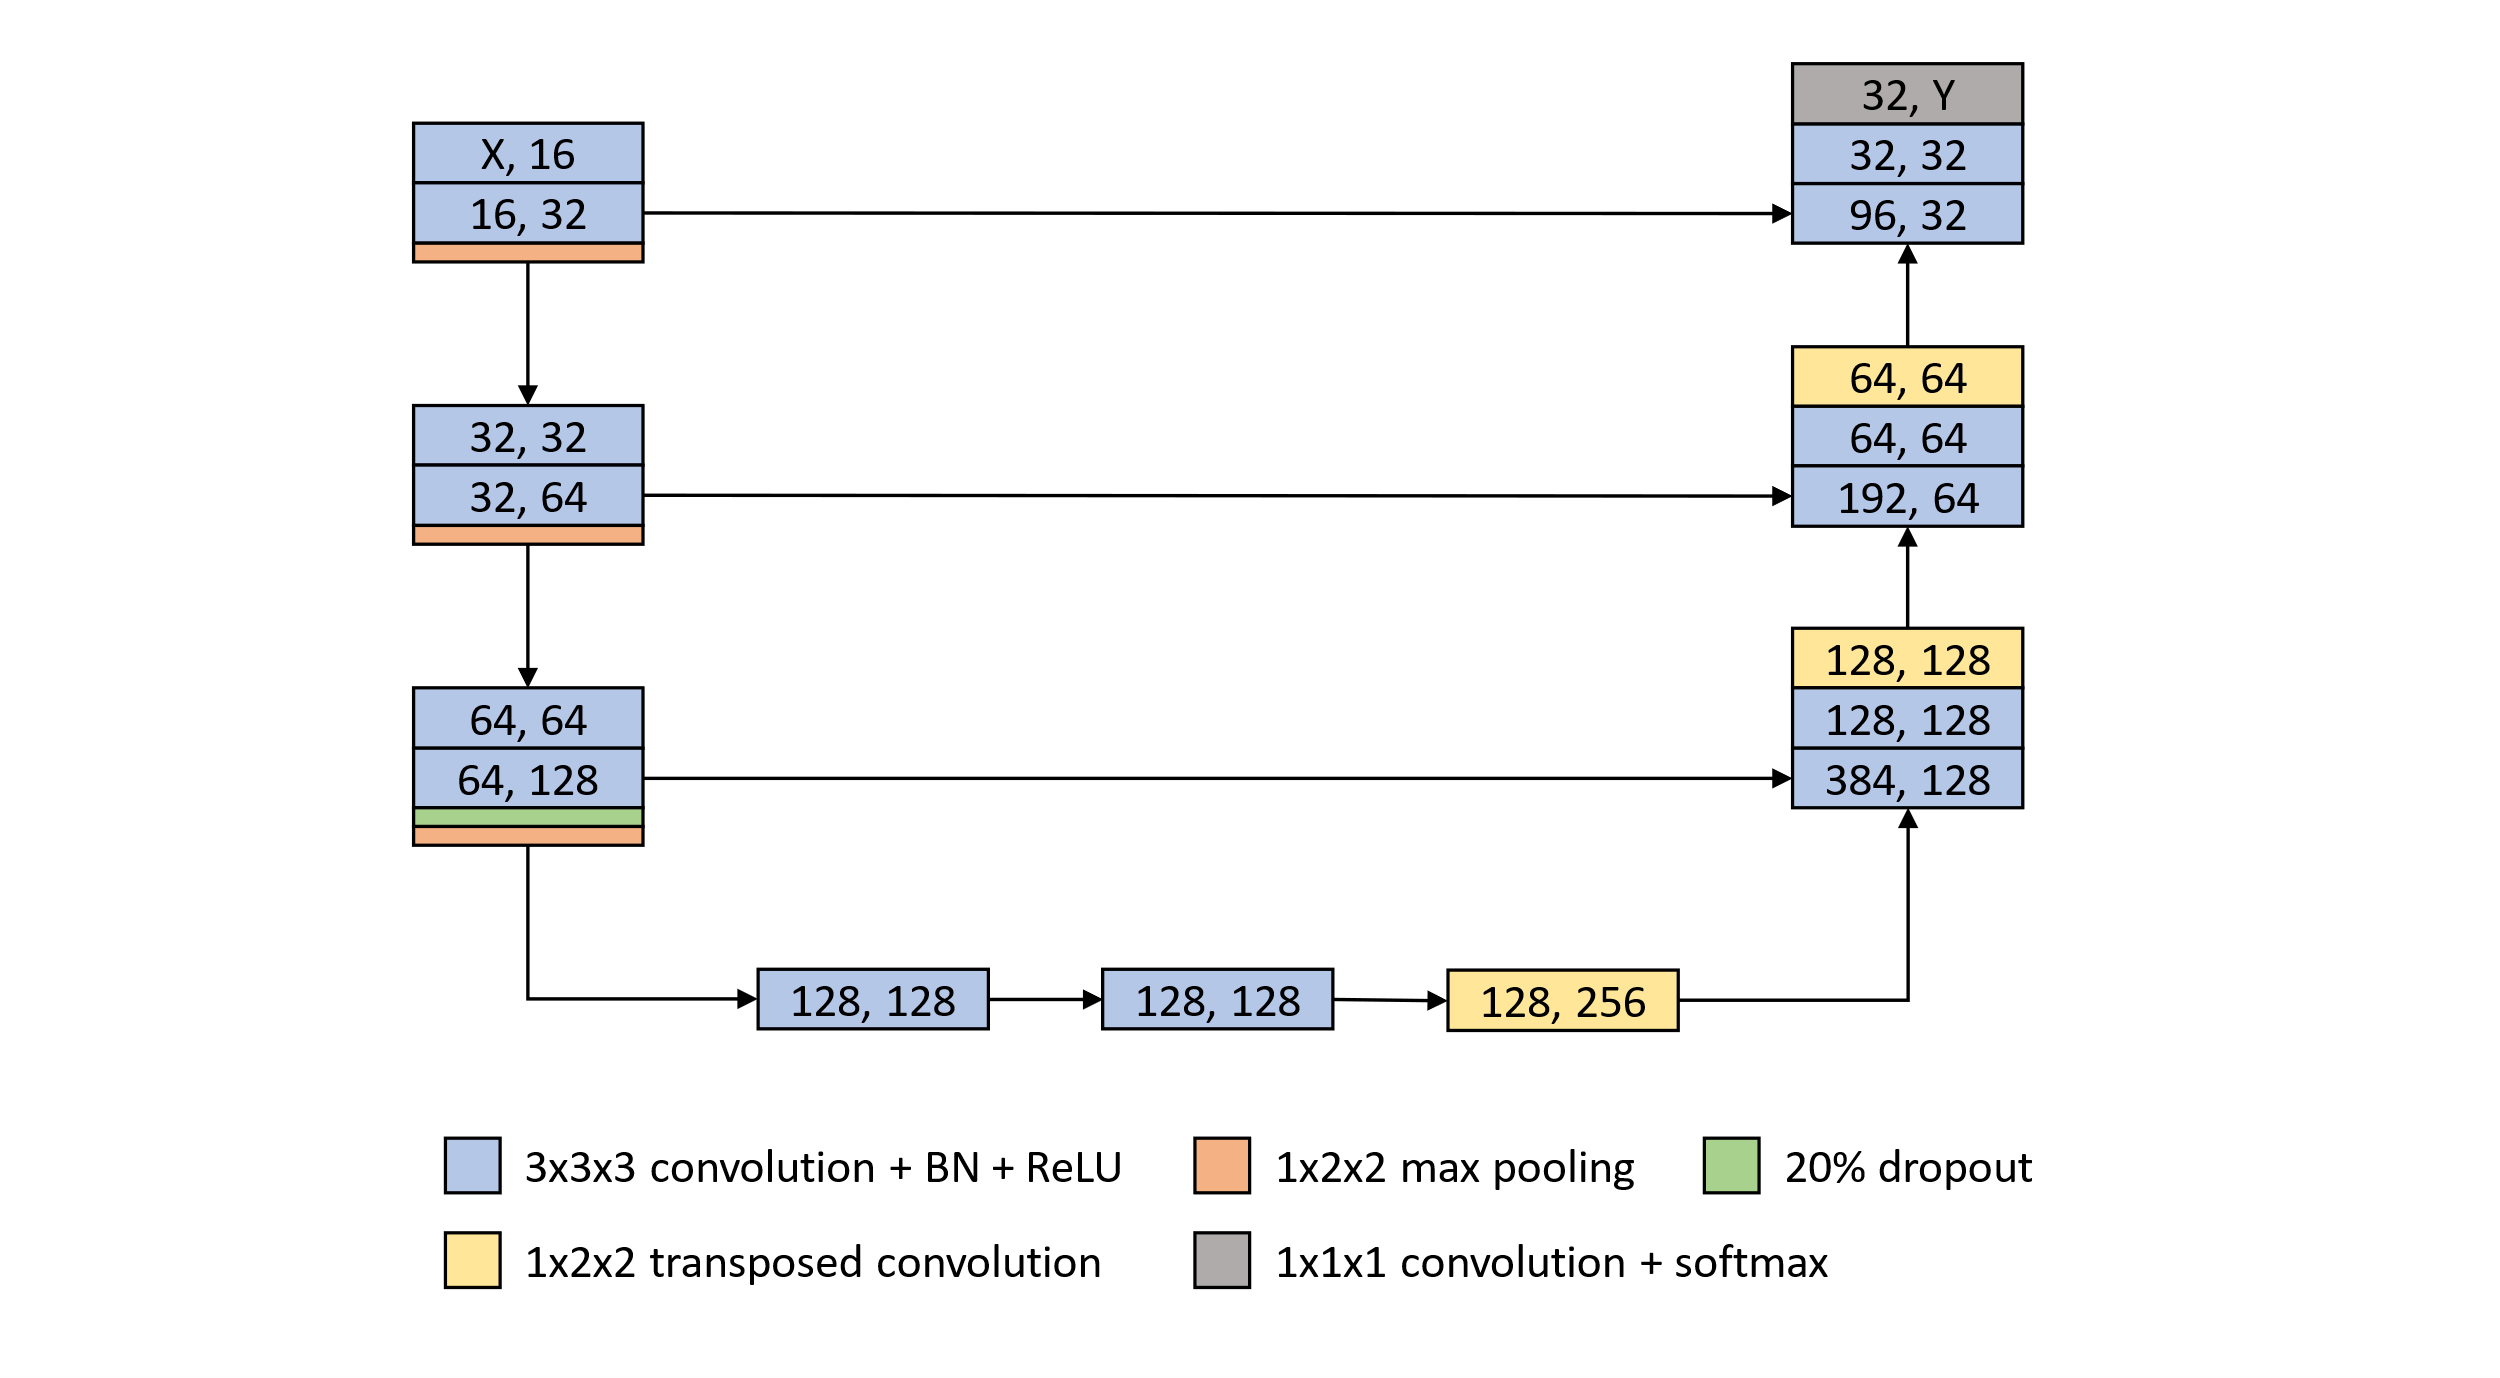 X, 16
16, 32
32, 32
32, 64
64, 64
64, 128
128, 128
128, 128
128, 256
32, Y
32, 32
96, 32
64, 64
64, 64
192, 64
128, 128
128, 128
384, 128
3x3x3 convolution + BN + ReLU
1x2x2 max pooling
20% dropout
1x2x2 transposed convolution
1x1x1 convolution + softmax